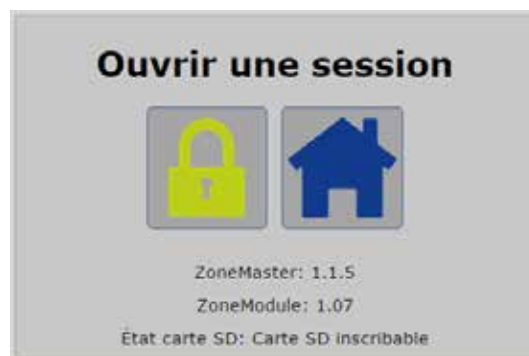 Ouvrir une session
ZoneMaster: 1.1.5
ZoneModule: 1.07
État carte SD: Carte SD inscribable